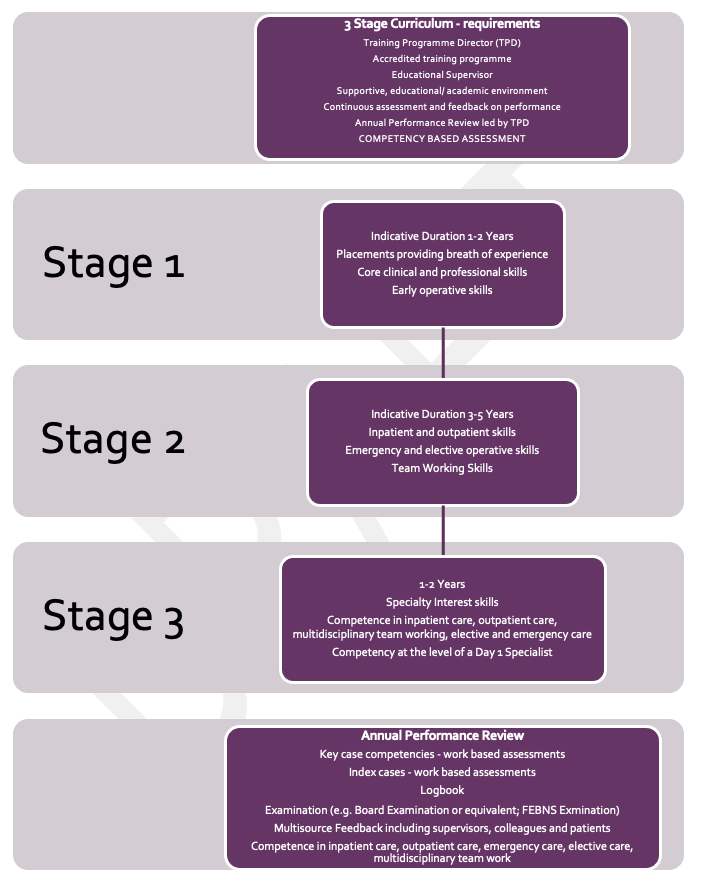 3 Stage Curriculum - requirements
Training Programme Director (TPD)
Accredited training programme
Educational Supervisor
Supportive, educational/ academic environment
Continuous assessment and feedback on performance
Annual Performance Review led by TPD
COMPETENCY BASED ASSESSMENT
Stage 1
Indicative Duration 1-2 Years
Placements providing breath of experience
Core clinical and professional skills
Early operative skills
Stage 2
Indicative Duration 3-5 Years
Inpatient and outpatient skills
Emergency and elective operative skills
Team Working Skills
Stage 3
1-2 Years
Specialty Interest skills
Competence in inpatient care, outpatient care,
multidisciplinary team working, elective and emergency care
Competency at the level of a Day 1 Specialist
Annual Performance Review
Key case competencies - work based assessments
Index cases - work based assessments
Logbook
Examination (e.g. Board Examination or equivalent; FEBNS Exmination)
Multisource Feedback including supervisors, colleagues and patients
Competence in inpatient care, outpatient care, emergency care, elective care,
multidisciplinary team work